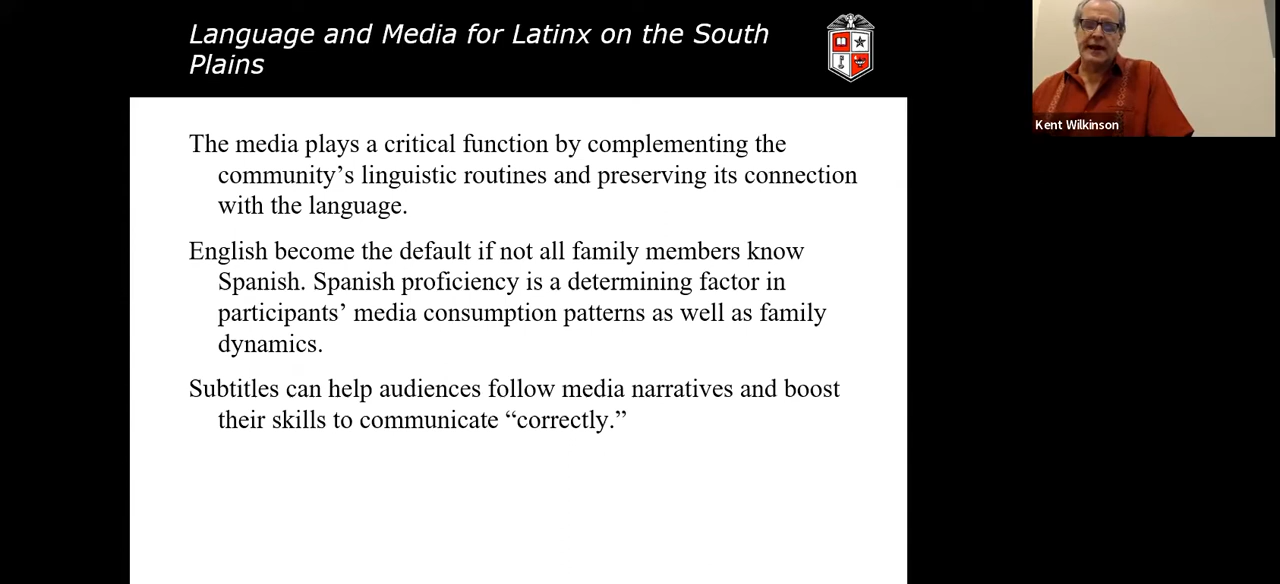 Language and Media for Latinx on the South
Plains
Kent Wilkinson
The media plays a critical function by complementing the
community’s linguistic routines and preserving its connection
with the language.
English become the default if not all family members know
Spanish. Spanish proficiency is a determining factor in
participants’ media consumption patterns as well as family
dynamics.
Subtitles can help audiences follow media narratives and boost
their skills to communicate “correctly.”